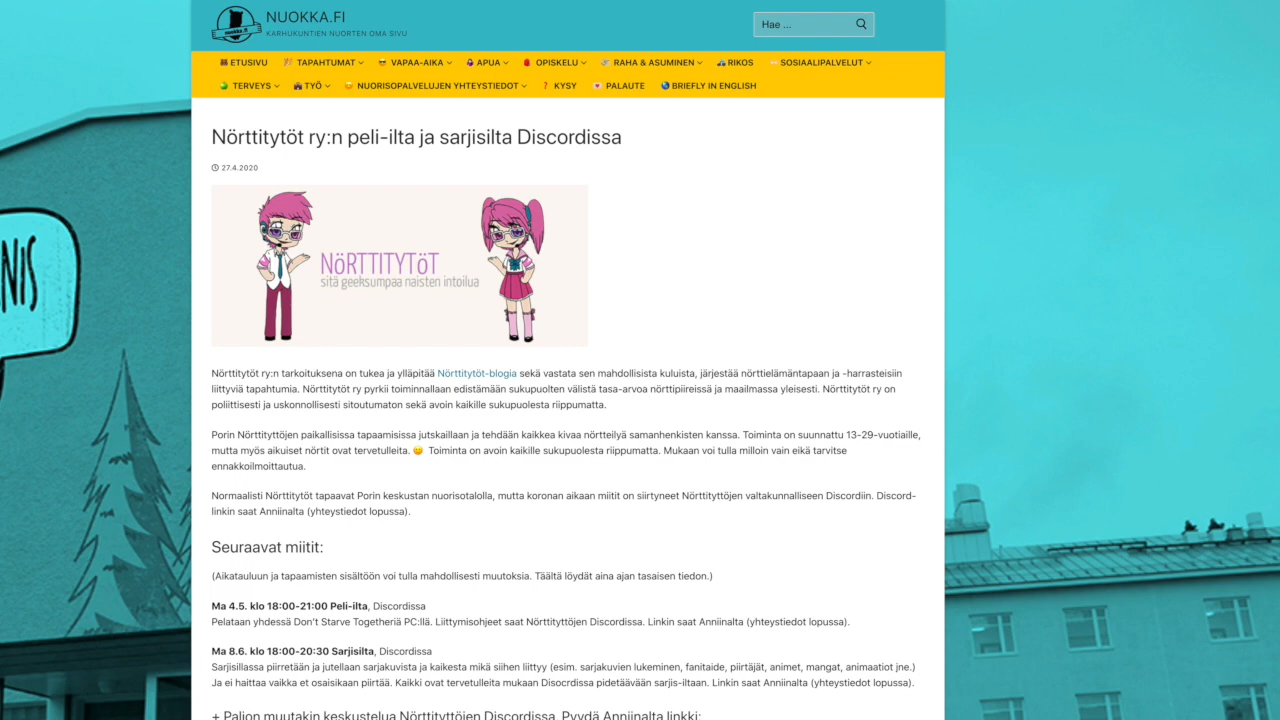 NUOKKA.FI
KARHUKUNTIEN NUORTEN OMA SIVU
nuokka.fi
Hae ...
ETUSIVU TAPAHTUMAT VAPAA-AIKA APUA OPISKELU RAHA & ASUMINEN RIKOS SOSIAALIPALVELUT
TERVEYS TYÖ NUORISOPALVELUJEN YHTEYSTIEDOT KYSY PALAUTE BRIEFLY IN ENGLISH
NIS
Nörttitytöt ry:n peli-ilta ja sarjisilta Discordissa
27.4.2020
NöRTTITYTöT
sitä geeksumpaa naisten intoilua
Nörttitytöt ry:n tarkoituksena on tukea ja ylläpitää Nörttitytöt-blogia sekä vastata sen mahdollisista kuluista, järjestää nörttielämäntapaan ja -harrasteisiin
liittyviä tapahtumia. Nörttitytöt ry pyrkii toiminnallaan edistämään sukupuolten välistä tasa-arvoa nörttipiireissä ja maailmassa yleisesti. Nörttitytöt ry on
poliittisesti ja uskonnollisesti sitoutumaton sekä avoin kaikille sukupuolesta riippumatta.
Porin Nörttityttöjen paikallisissa tapaamisissa jutskaillaan ja tehdään kaikkea kivaa nörtteilyä samanhenkisten kanssa. Toiminta on suunnattu 13-29-vuotiaille,
mutta myös aikuiset nörtit ovat tervetulleita. 🙂 Toiminta on avoin kaikille sukupuolesta riippumatta. Mukaan voi tulla milloin vain eikä tarvitse
ennakkoilmoittautua.
Normaalisti Nörttitytöt tapaavat Porin keskustan nuorisotalolla, mutta koronan aikaan miitit on siirtyneet Nörttityttöjen valtakunnalliseen Discordiin. Discord-
linkin saat Anniinalta (yhteystiedot lopussa).
Seuraavat miitit:
(Aikatauluun ja tapaamisten sisältöön voi tulla mahdollisesti muutoksia. Täältä löydät aina ajan tasaisen tiedon.)
Ma 4.5. klo 18:00-21:00 Peli-ilta, Discordissa
Pelataan yhdessä Don't Starve Togetheriä PC:llä. Liittymisohjeet saat Nörttityttöjen Discordissa. Linkin saat Anniinalta (yhteystiedot lopussa).
Ma 8.6. klo 18:00-20:30 Sarjisilta, Discordissa
Sarjisillassa piirretään ja jutellaan sarjakuvista ja kaikesta mikä siihen liittyy (esim. sarjakuvien lukeminen, fanitaide, piirtäjät, animet, mangat, animaatiot jne.)
Ja ei haittaa vaikka et osaisikaan piirtää. Kaikki ovat tervetulleita mukaan Disocrdissa pidetäävään sarjis-iltaan. Linkin saat Anniinalta (yhteystiedot lopussa).
+ Paljon muutakin keskustelua Nörttityttöjen Discordissa. Pyydä Anniinalta linkki: